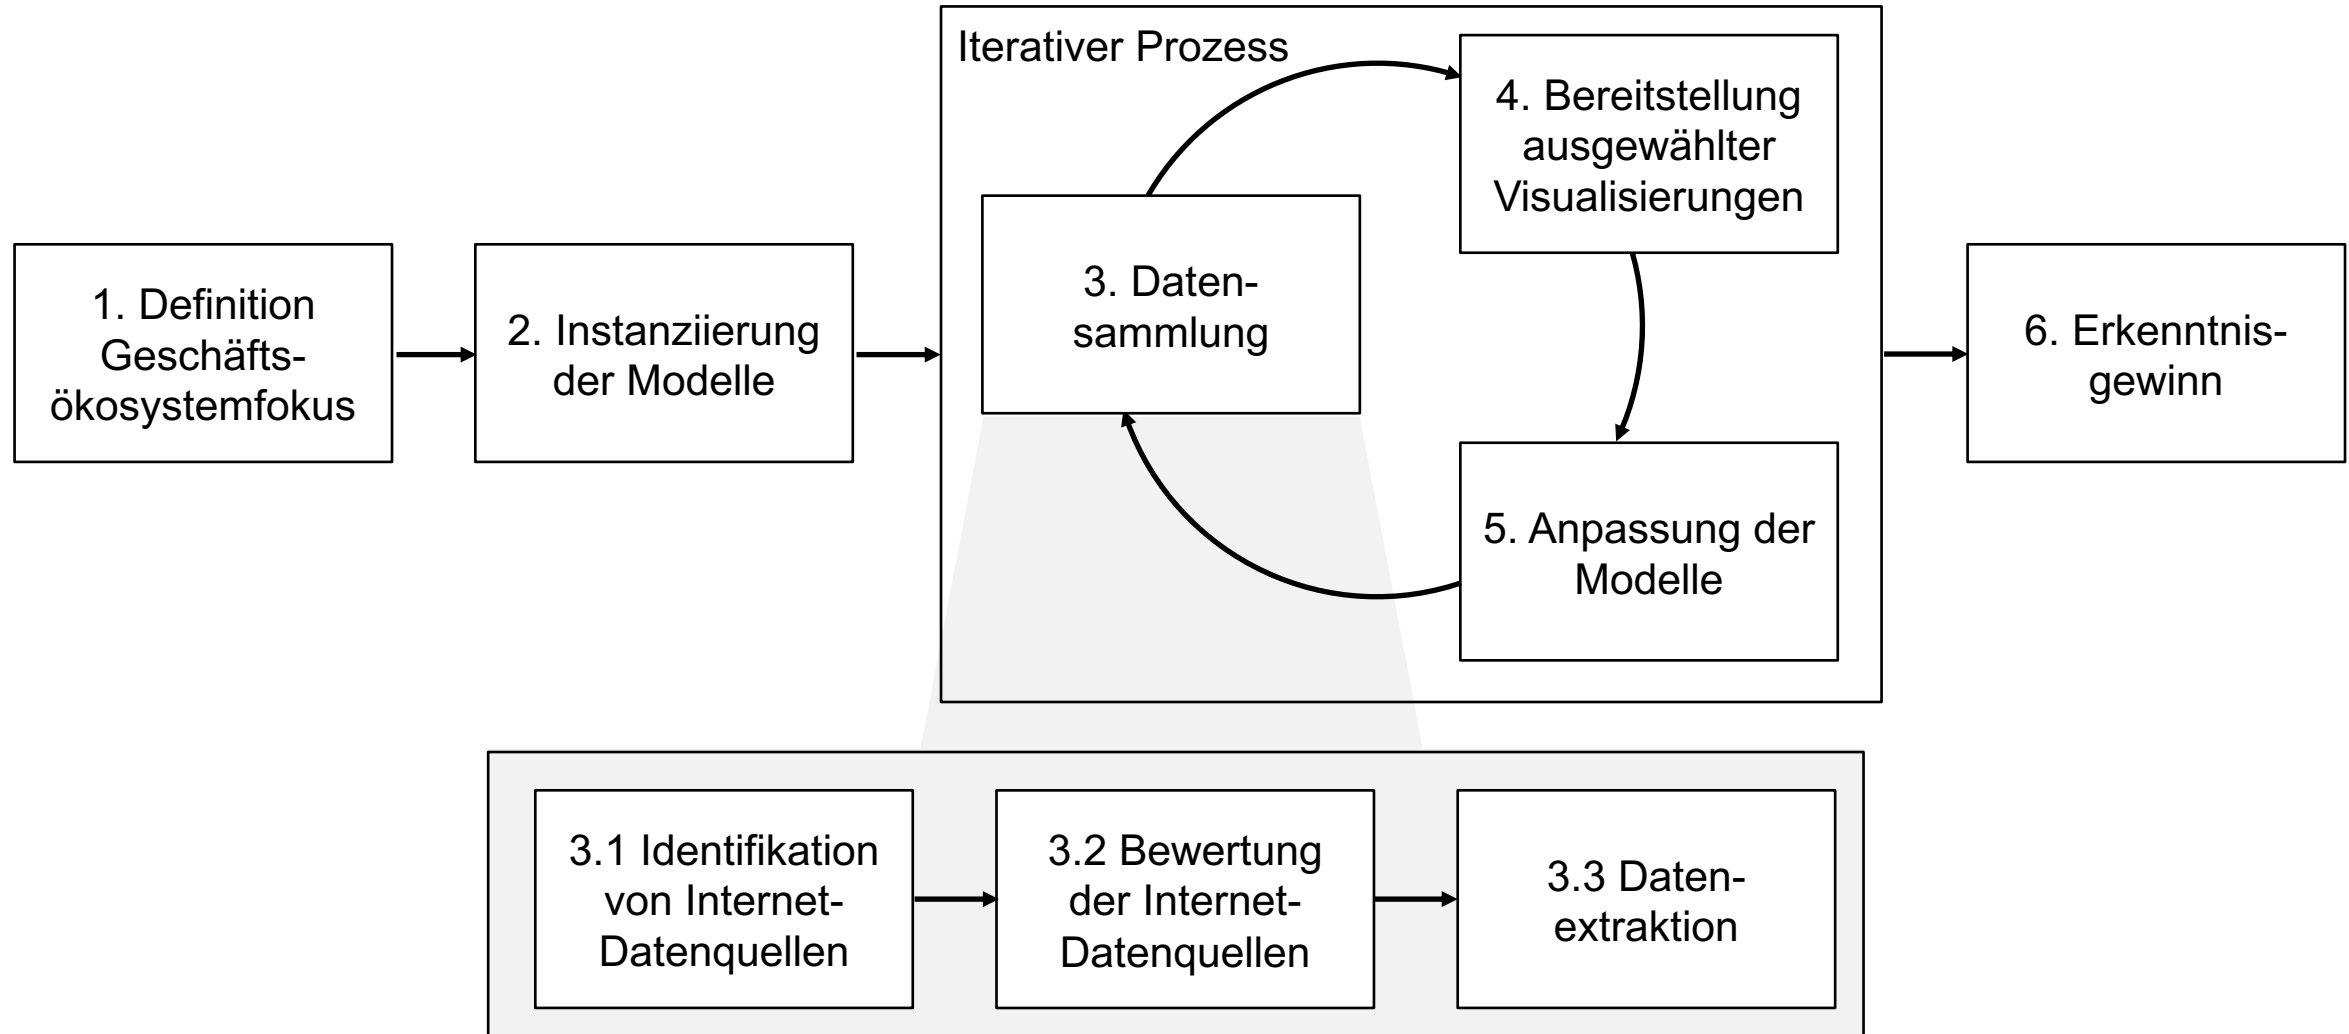 Iterativer Prozess
1. Definition
Geschäfts-
ökosystemfokus
2. Instanziierung
der Modelle
3. Daten-
sammlung
4. Bereitstellung
ausgewählter
Visualisierungen
5. Anpassung der
Modelle
6. Erkenntnis-
gewinn
3.1 Identifikation
von Internet-
Datenquellen
3.2 Bewertung
der Internet-
Datenquellen
3.3 Daten-
extraktion